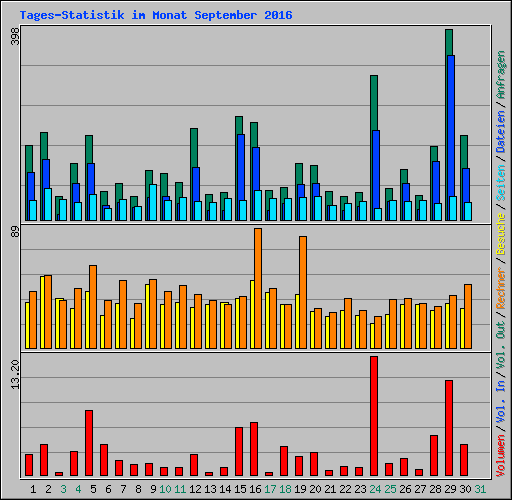 Tages-Statistik im Monat September 2016
398
89
13.20
1 2 3 4 5 6 7 8 9 10 11 12 13 14 15 16 17 18 19 20 21 22 23 24 25 26 27 28 29 30 31
Volumen / Vol. In / Vol. Out / Rechner / Besuche / Seiten / Dateien / Anfragen